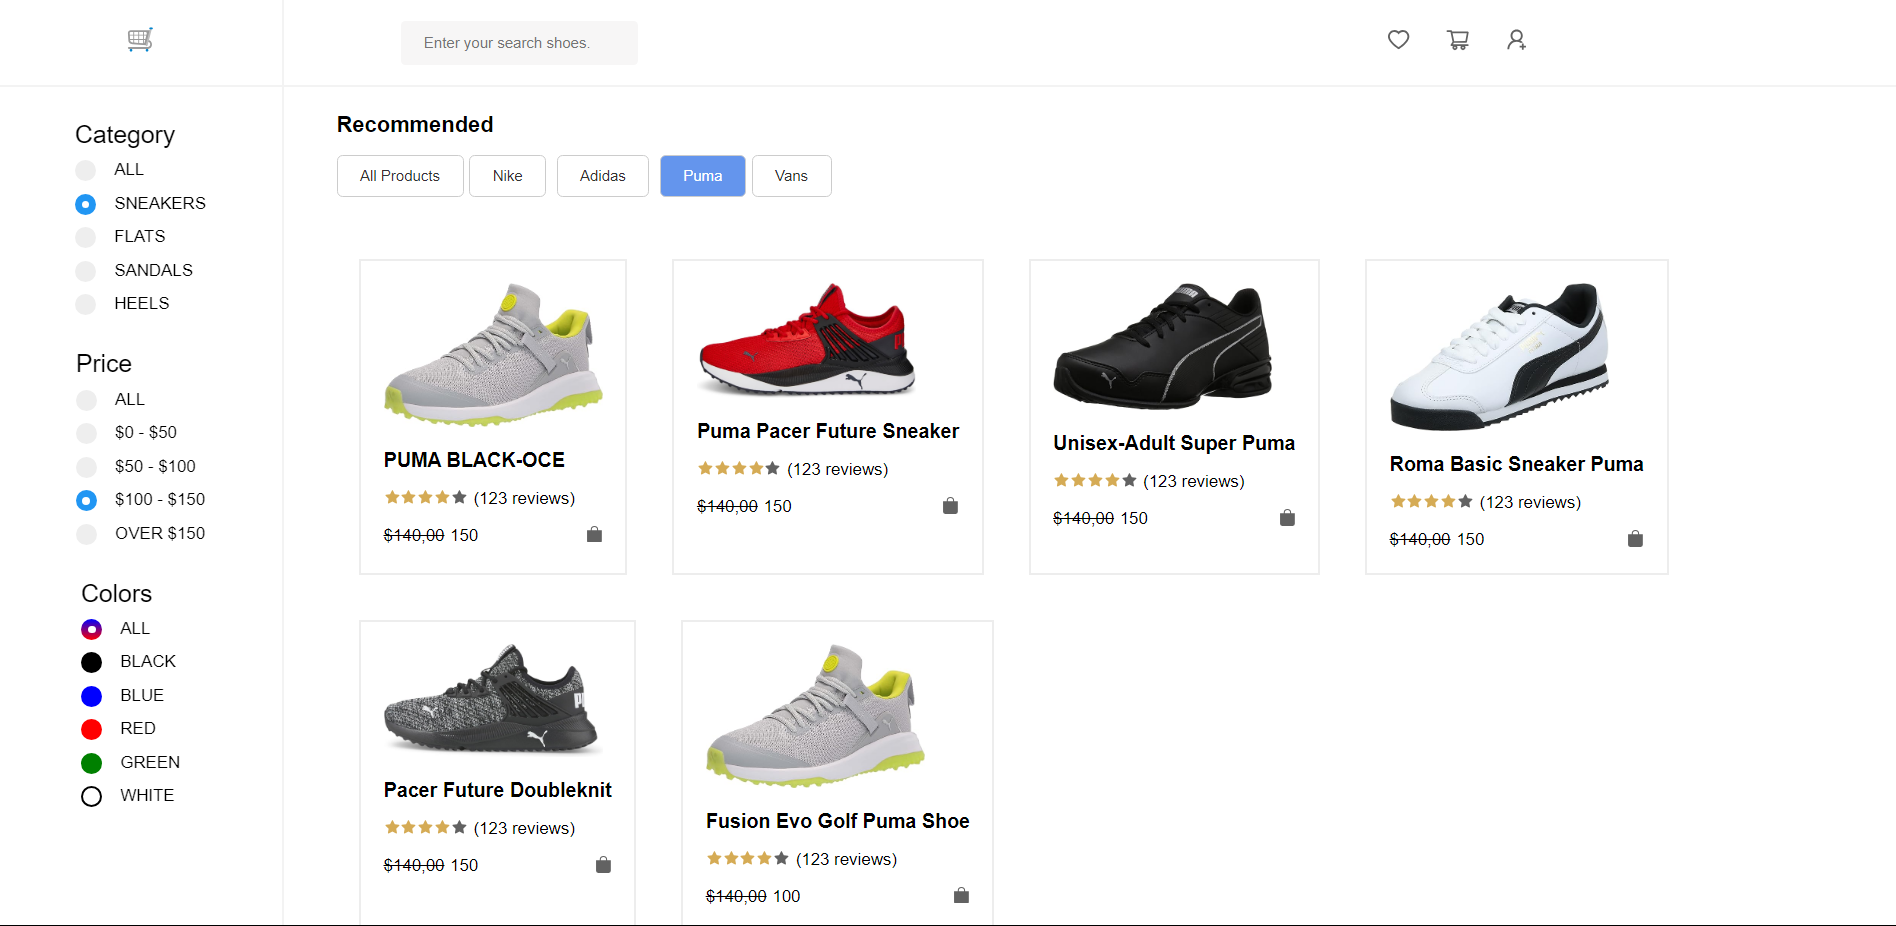 Enter your search shoes.
Category
ALL
SNEAKERS
FLATS
SANDALS
HEELS
Price
ALL
$0 - $50
$50 - $100
$100 - $150
OVER $150
Colors
ALL
BLACK
BLUE
RED
GREEN
WHITE
Recommended
All Products
Nike
Adidas
Puma
Vans
PUMA BLACK-OCE
(123 reviews)
$140,00 150
Puma Pacer Future Sneaker
(123 reviews)
$140,00 150
Unisex-Adult Super Puma
(123 reviews)
$140,00 150
Roma Basic Sneaker Puma
(123 reviews)
$140,00 150
Pacer Future Doubleknit
(123 reviews)
$140,00 150
Fusion Evo Golf Puma Shoe
(123 reviews)
$140,00 100